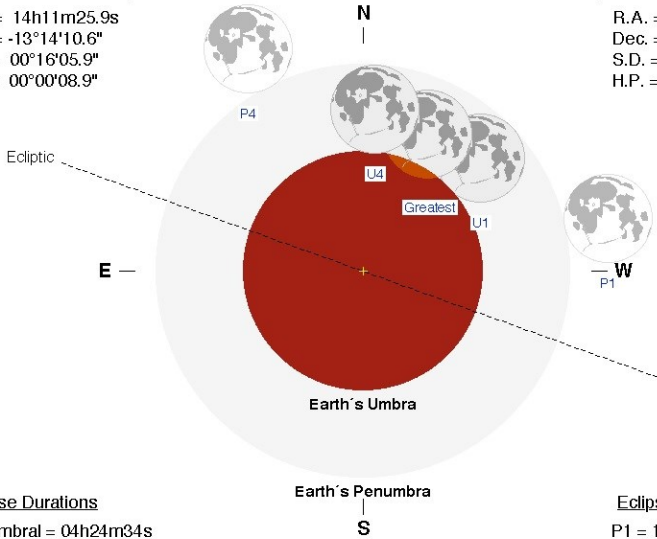 = 14h11m25.9s
= -13°14'10.6"
00°16'05.9"
00°00'08.9"
N
R.A. =
Dec. =
S.D. =
H.P. =
P4
Ecliptic
U4
Greatest
U1
E
W
P1
Earth´s Umbra
Earth´s Penumbra
S
se Durations
mbral = 04h24m34s
Eclips
P1 = 1